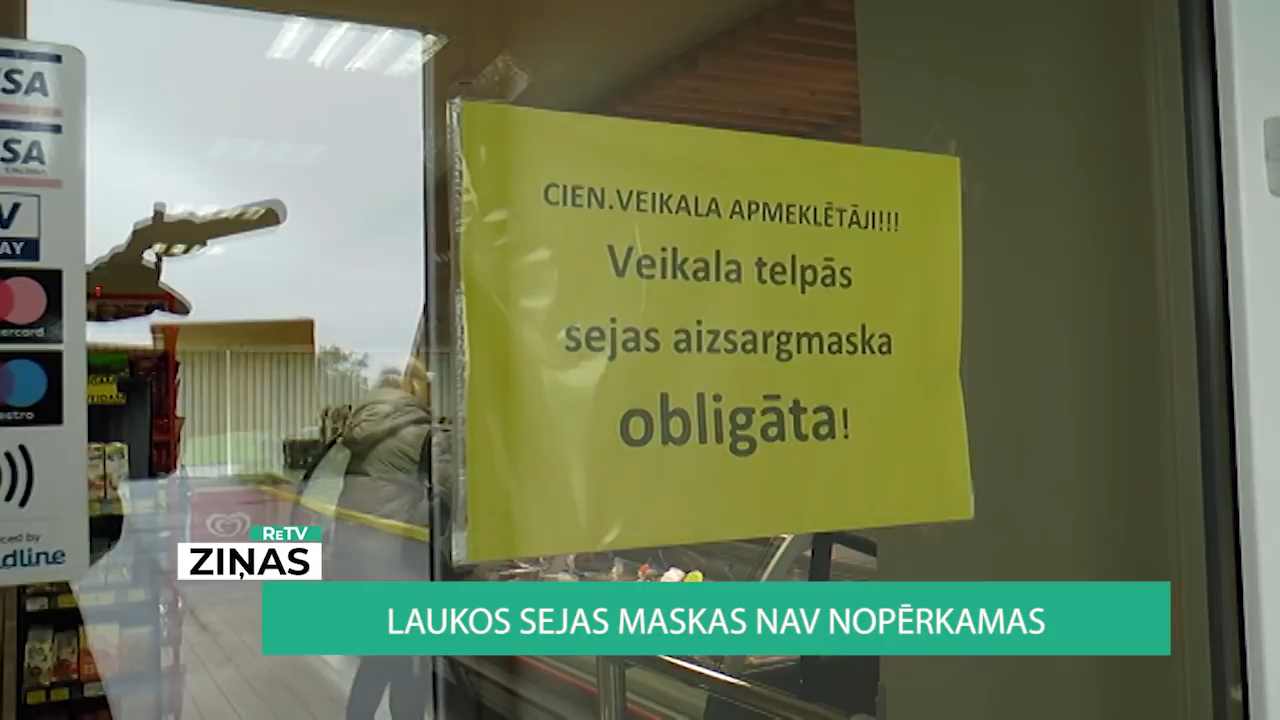 CIEN.VEIKALA APMEKLĒTĀJI!!!
Veikala telpās
sejas aizsargmaska
obligāta!
ReTV
ZIŅAS
LAUKOS SEJAS MASKAS NAV NOPĒRKAMAS